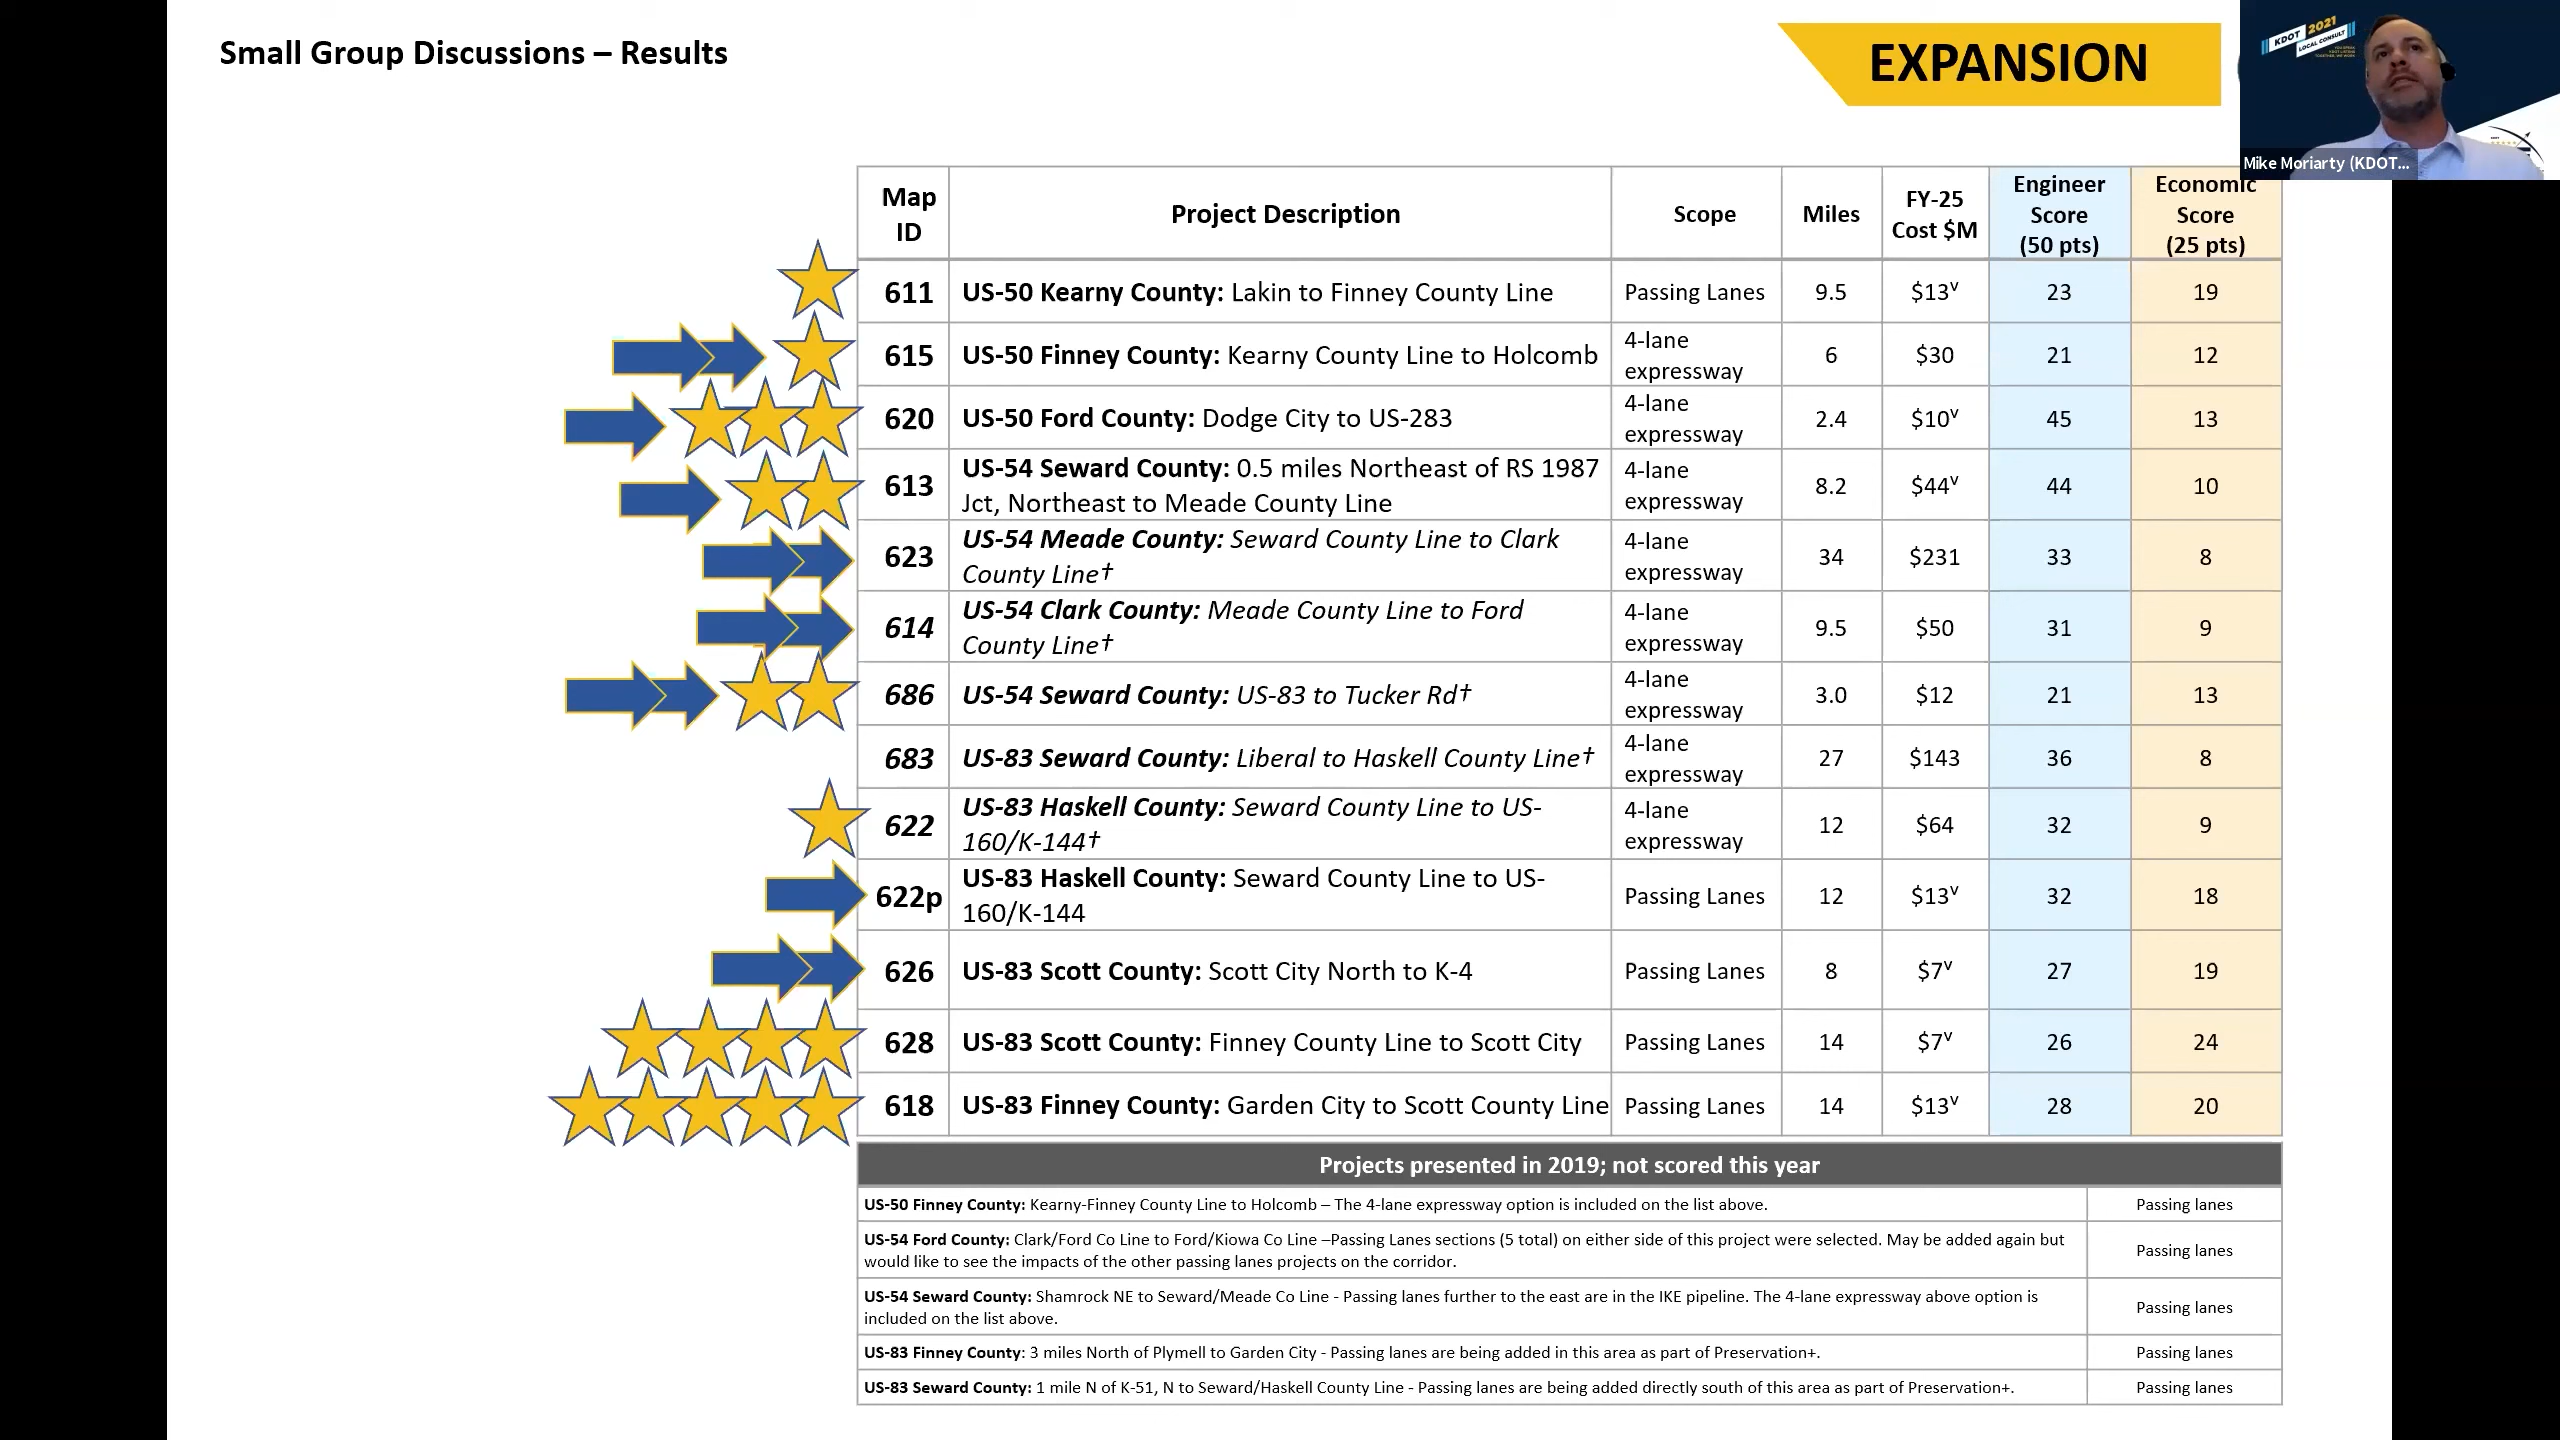 Small Group Discussions – Results
EXPANSION
KDOT 2021
LOCAL CONSULT
Mike Moriarty (KDOT...
Map ID Project Description Scope Miles FY-25 Cost $M Engineer Score (50 pts) Economic Score (25 pts)
611 US-50 Kearny County: Lakin to Finney County Line Passing Lanes 9.5 $13ᵛ 23 19
615 US-50 Finney County: Kearny County Line to Holcomb 4-lane expressway 6 $30 21 12
620 US-50 Ford County: Dodge City to US-283 4-lane expressway 2.4 $10ᵛ 45 13
613 US-54 Seward County: 0.5 miles Northeast of RS 1987 Jct, Northeast to Meade County Line 4-lane expressway 8.2 $44ᵛ 44 10
623 US-54 Meade County: Seward County Line to Clark County Line† 4-lane expressway 34 $231 33 8
614 US-54 Clark County: Meade County Line to Ford County Line† 4-lane expressway 9.5 $50 31 9
686 US-54 Seward County: US-83 to Tucker Rd† 4-lane expressway 3.0 $12 21 13
683 US-83 Seward County: Liberal to Haskell County Line† 4-lane expressway 27 $143 36 8
622 US-83 Haskell County: Seward County Line to US-160/K-144† 4-lane expressway 12 $64 32 9
622p US-83 Haskell County: Seward County Line to US-160/K-144 Passing Lanes 12 $13ᵛ 32 18
626 US-83 Scott County: Scott City North to K-4 Passing Lanes 8 $7ᵛ 27 19
628 US-83 Scott County: Finney County Line to Scott City Passing Lanes 14 $7ᵛ 26 24
618 US-83 Finney County: Garden City to Scott County Line Passing Lanes 14 $13ᵛ 28 20
Projects presented in 2019; not scored this year
US-50 Finney County: Kearny-Finney County Line to Holcomb – The 4-lane expressway option is included on the list above. Passing lanes
US-54 Ford County: Clark/Ford Co Line to Ford/Kiowa Co Line –Passing Lanes sections (5 total) on either side of this project were selected. May be added again but
would like to see the impacts of the other passing lanes projects on the corridor. Passing lanes
US-54 Seward County: Shamrock NE to Seward/Meade Co Line - Passing lanes further to the east are in the IKE pipeline. The 4-lane expressway above option is
included on the list above. Passing lanes
US-83 Finney County: 3 miles North of Plymell to Garden City - Passing lanes are being added in this area as part of Preservation+. Passing lanes
US-83 Seward County: 1 mile N of K-51, N to Seward/Haskell County Line - Passing lanes are being added directly south of this area as part of Preservation+. Passing lanes